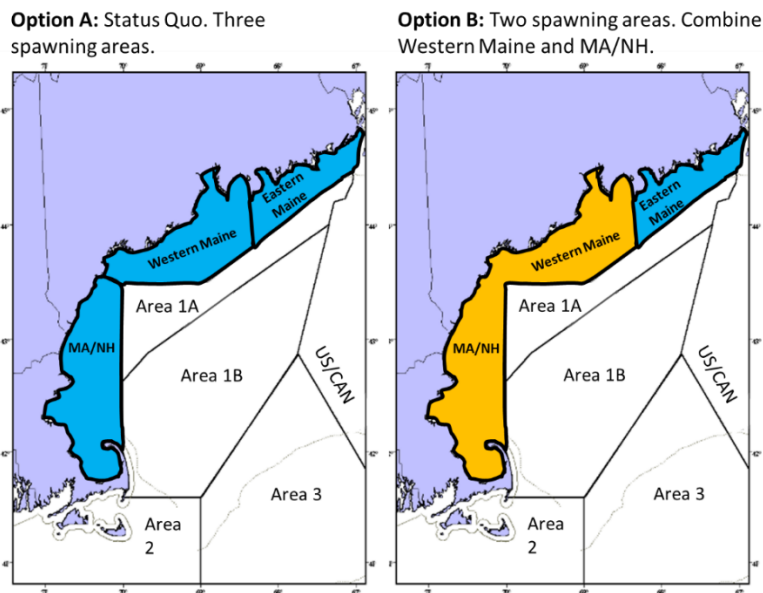 Option A: Status Quo. Three
spawning areas.
Eastern
Maine
Western Maine
Area 1A
MA/NH
Area 1B
US/CAN
Area 3
Area
2
Option B: Two spawning areas. Combine
Western Maine and MA/NH.
Eastern
Maine
Western Maine
Area 1A
MA/NH
Area 1B
US/CAN
Area 3
Area
2